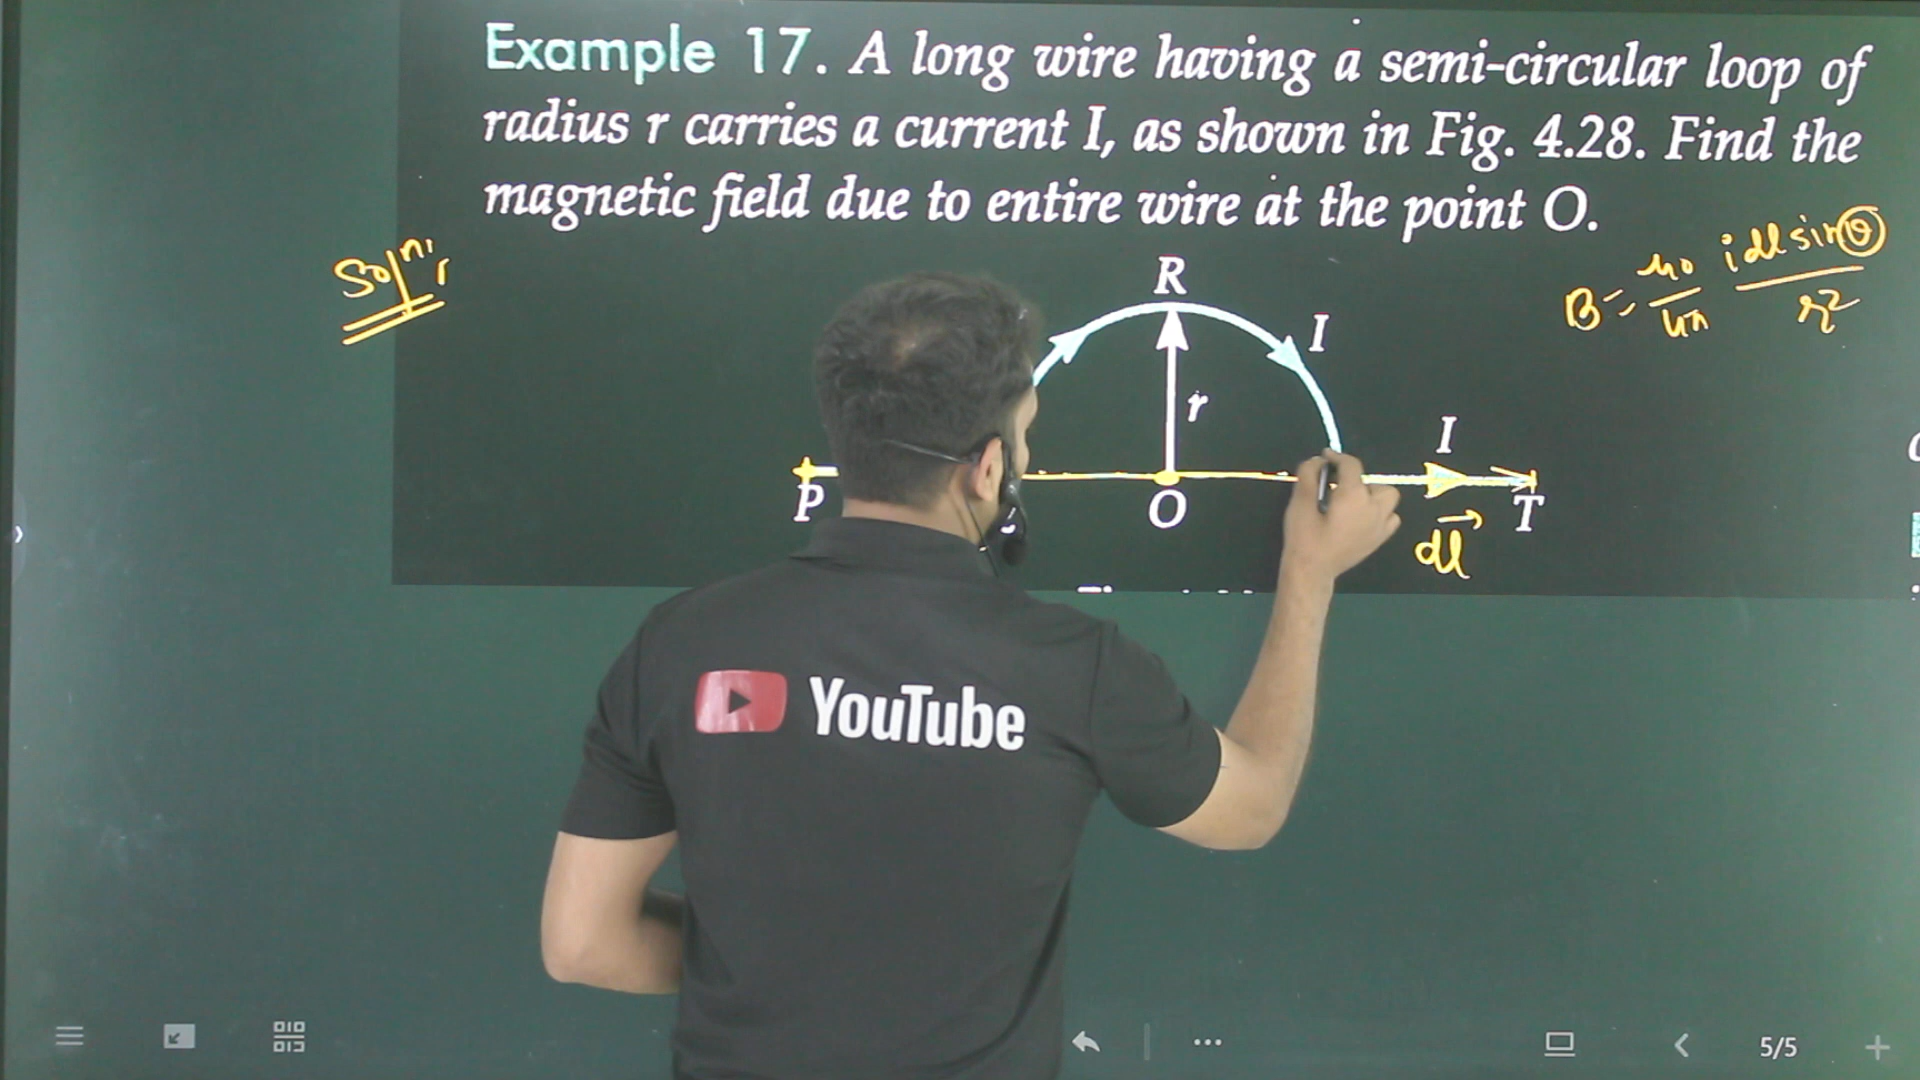 Example 17. A long wire having a semi-circular loop of
radius r carries a current I, as shown in Fig. 4.28. Find the
magnetic field due to entire wire at the point O.
Solⁿ,
B = μ₀/4π idl sinθ/r²
R
I
r
I
P
O
T
dl
YouTube
5/5